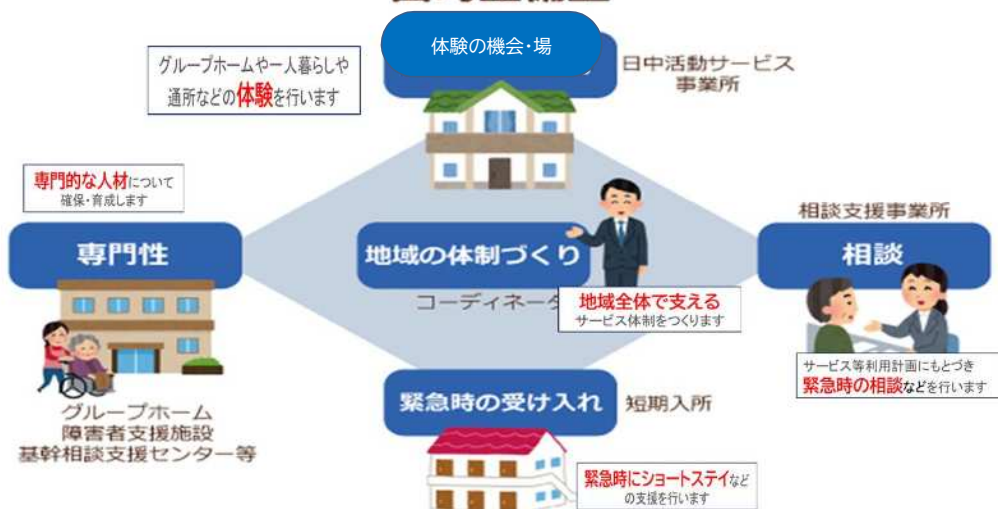 体験の機会・場
グループホームや一人暮らしや
通所などの体験を行います
日中活動サービス
事業所
専門的な人材について
確保・育成します
専門性
地域の体制づくり
コーディネータ
地域全体で支える
サービス体制をつくります
相談支援事業所
相談
サービス等利用計画にもとづき
緊急時の相談などを行います
グループホーム
障害者支援施設
基幹相談支援センター等
緊急時の受け入れ
短期入所
緊急時にショートステイなど
の支援を行います